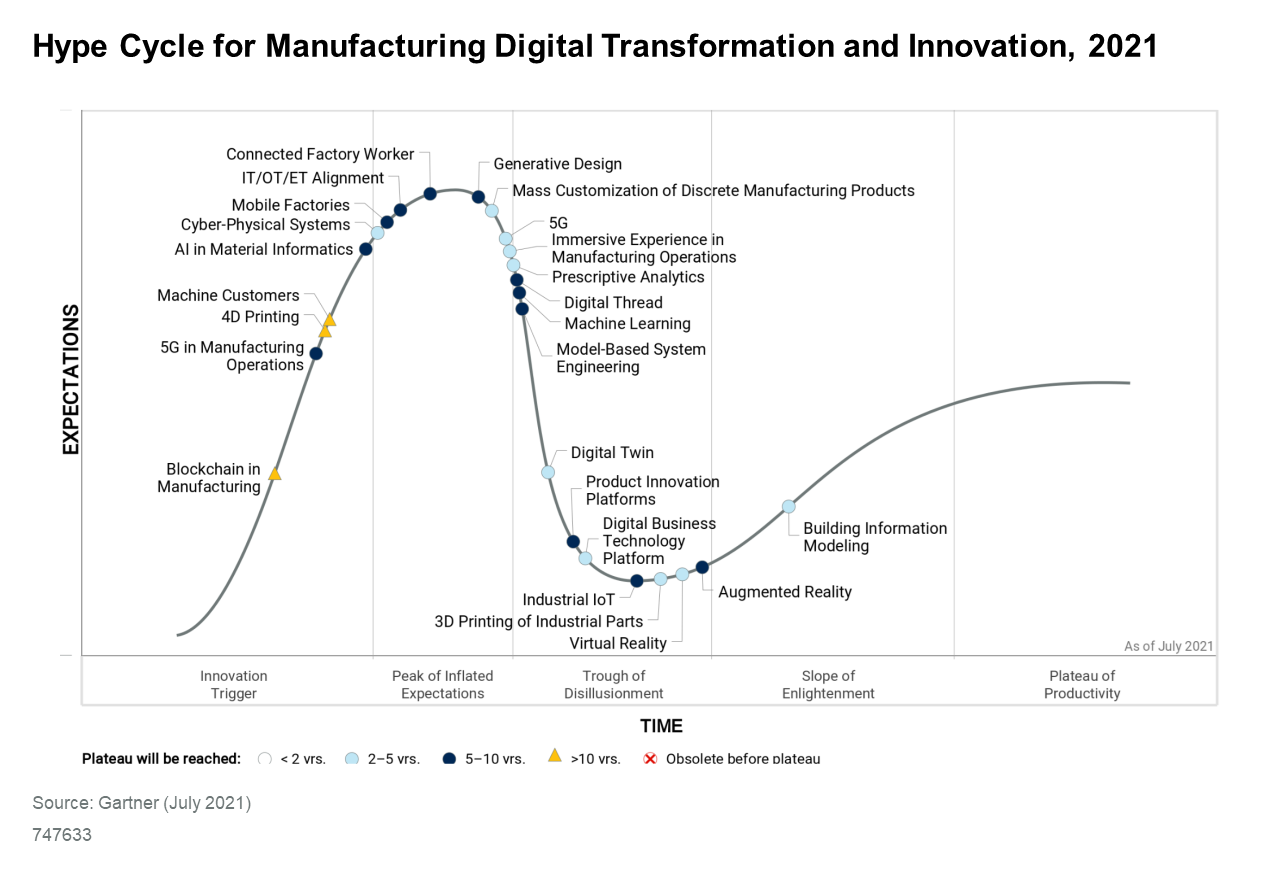 Hype Cycle for Manufacturing Digital Transformation and Innovation, 2021
EXPECTATIONS
Connected Factory Worker
IT/OT/ET Alignment
Mobile Factories
Cyber-Physical Systems
AI in Material Informatics
Machine Customers
4D Printing
5G in Manufacturing
Operations
Blockchain in
Manufacturing
Generative Design
Mass Customization of Discrete Manufacturing Products
5G
Immersive Experience in
Manufacturing Operations
Prescriptive Analytics
Digital Thread
Machine Learning
Model-Based System
Engineering
Digital Twin
Product Innovation
Platforms
Digital Business
Technology
Platform
Industrial IoT
3D Printing of Industrial Parts
Virtual Reality
Augmented Reality
Building Information
Modeling
As of July 2021
Innovation
Trigger
Peak of Inflated
Expectations
Trough of
Disillusionment
Slope of
Enlightenment
Plateau of
Productivity
TIME
Plateau will be reached: < 2 yrs. 2–5 yrs. 5–10 yrs. >10 yrs. Obsolete before plateau
Source: Gartner (July 2021)
747633